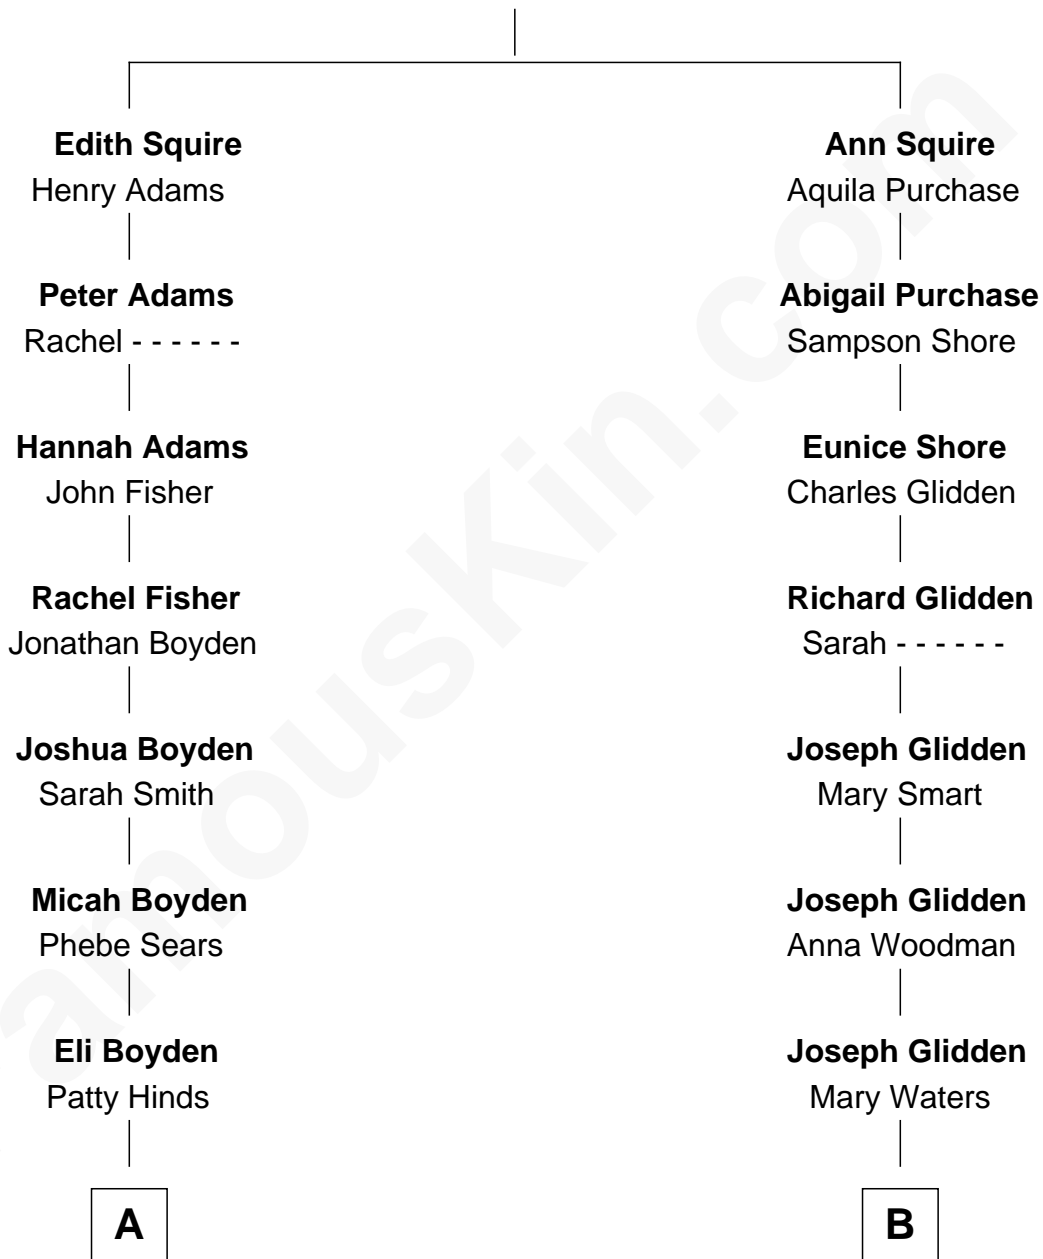 Edith Squire
Henry Adams
Ann Squire
Aquila Purchase
Peter Adams
Rachel - - - - - -
Abigail Purchase
Sampson Shore
Hannah Adams
John Fisher
Eunice Shore
Charles Glidden
Rachel Fisher
Jonathan Boyden
Richard Glidden
Sarah - - - - - -
Joshua Boyden
Sarah Smith
Joseph Glidden
Mary Smart
Micah Boyden
Phebe Sears
Joseph Glidden
Anna Woodman
Eli Boyden
Patty Hinds
Joseph Glidden
Mary Waters
A
B
amouskin.com